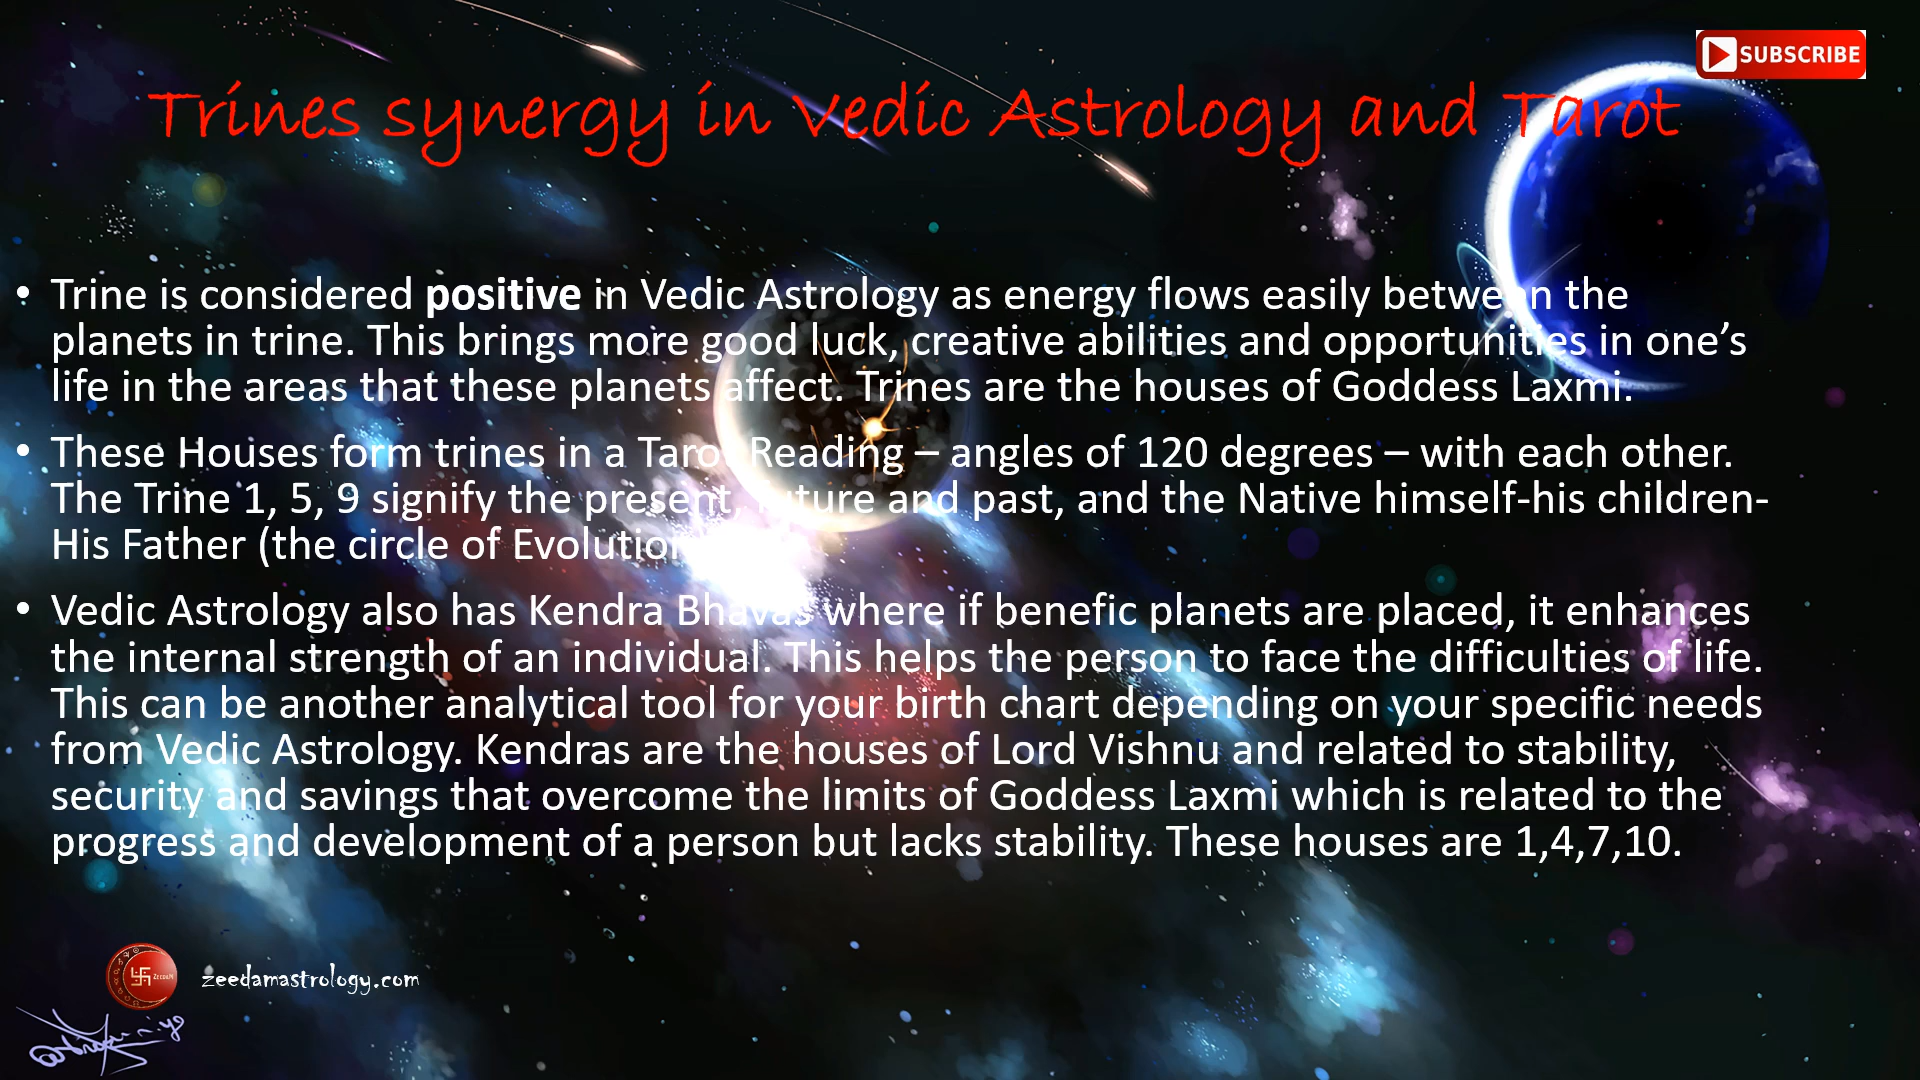 SUBSCRIBE
Trines synergy in Vedic Astrology and Tarot
• Trine is considered positive in Vedic Astrology as energy flows easily between the
planets in trine. This brings more good luck, creative abilities and opportunities in one’s
life in the areas that these planets affect. Trines are the houses of Goddess Laxmi.
• These Houses form trines in a Tarot Reading – angles of 120 degrees – with each other.
The Trine 1, 5, 9 signify the present, future and past, and the Native himself-his children-
His Father (the circle of Evolution
• Vedic Astrology also has Kendra Bhavas where if benefic planets are placed, it enhances
the internal strength of an individual. This helps the person to face the difficulties of life.
This can be another analytical tool for your birth chart depending on your specific needs
from Vedic Astrology. Kendras are the houses of Lord Vishnu and related to stability,
security and savings that overcome the limits of Goddess Laxmi which is related to the
progress and development of a person but lacks stability. These houses are 1,4,7,10.
ZEEDAM
zeedamastrology.com